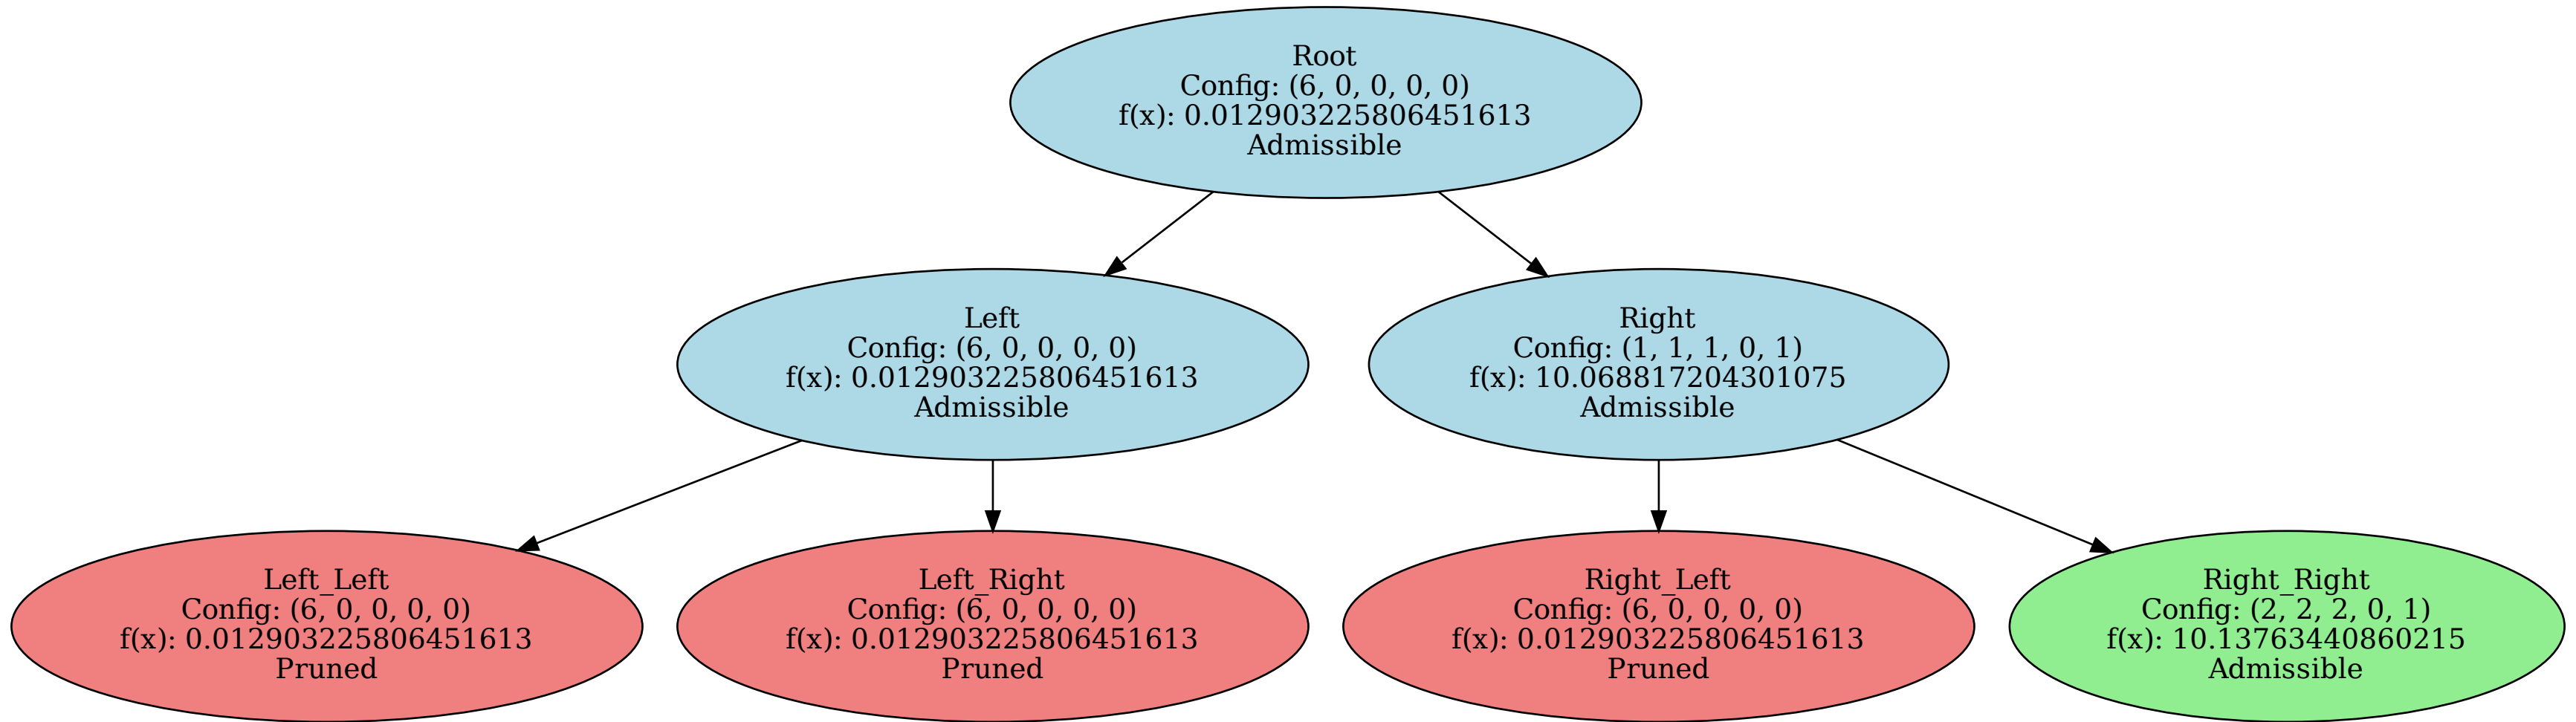 Root
Config: (6, 0, 0, 0, 0)
f(x): 0.012903225806451613
Admissible
Left
Config: (6, 0, 0, 0, 0)
f(x): 0.012903225806451613
Admissible
Right
Config: (1, 1, 1, 0, 1)
f(x): 10.068817204301075
Admissible
Left_Left
Config: (6, 0, 0, 0, 0)
f(x): 0.012903225806451613
Pruned
Left_Right
Config: (6, 0, 0, 0, 0)
f(x): 0.012903225806451613
Pruned
Right_Left
Config: (6, 0, 0, 0, 0)
f(x): 0.012903225806451613
Pruned
Right_Right
Config: (2, 2, 2, 0, 1)
f(x): 10.13763440860215
Admissible